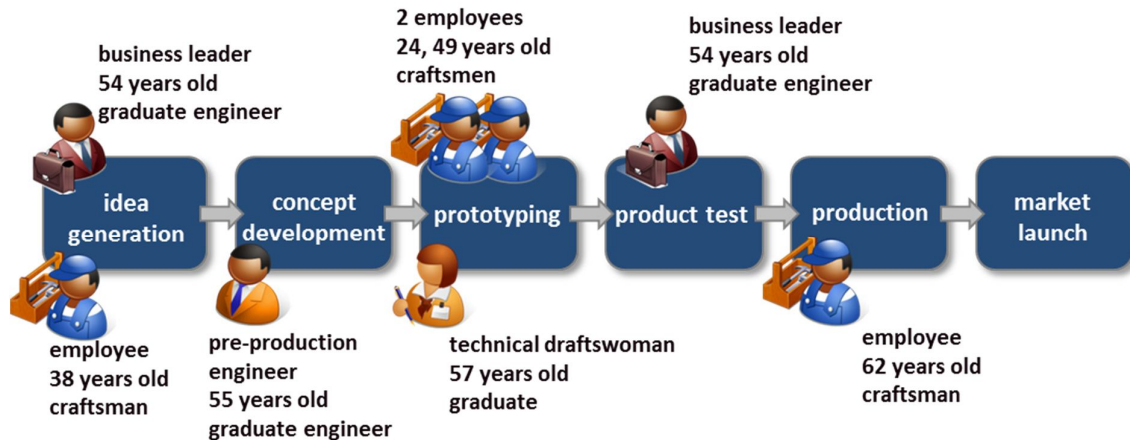 business leader
54 years old
graduate engineer
2 employees
24, 49 years old
craftsmen
business leader
54 years old
graduate engineer
idea
generation
concept
development
prototyping
product test
production
market
launch
employee
38 years old
craftsman
pre-production
engineer
55 years old
graduate engineer
technical draftswoman
57 years old
graduate
employee
62 years old
craftsman